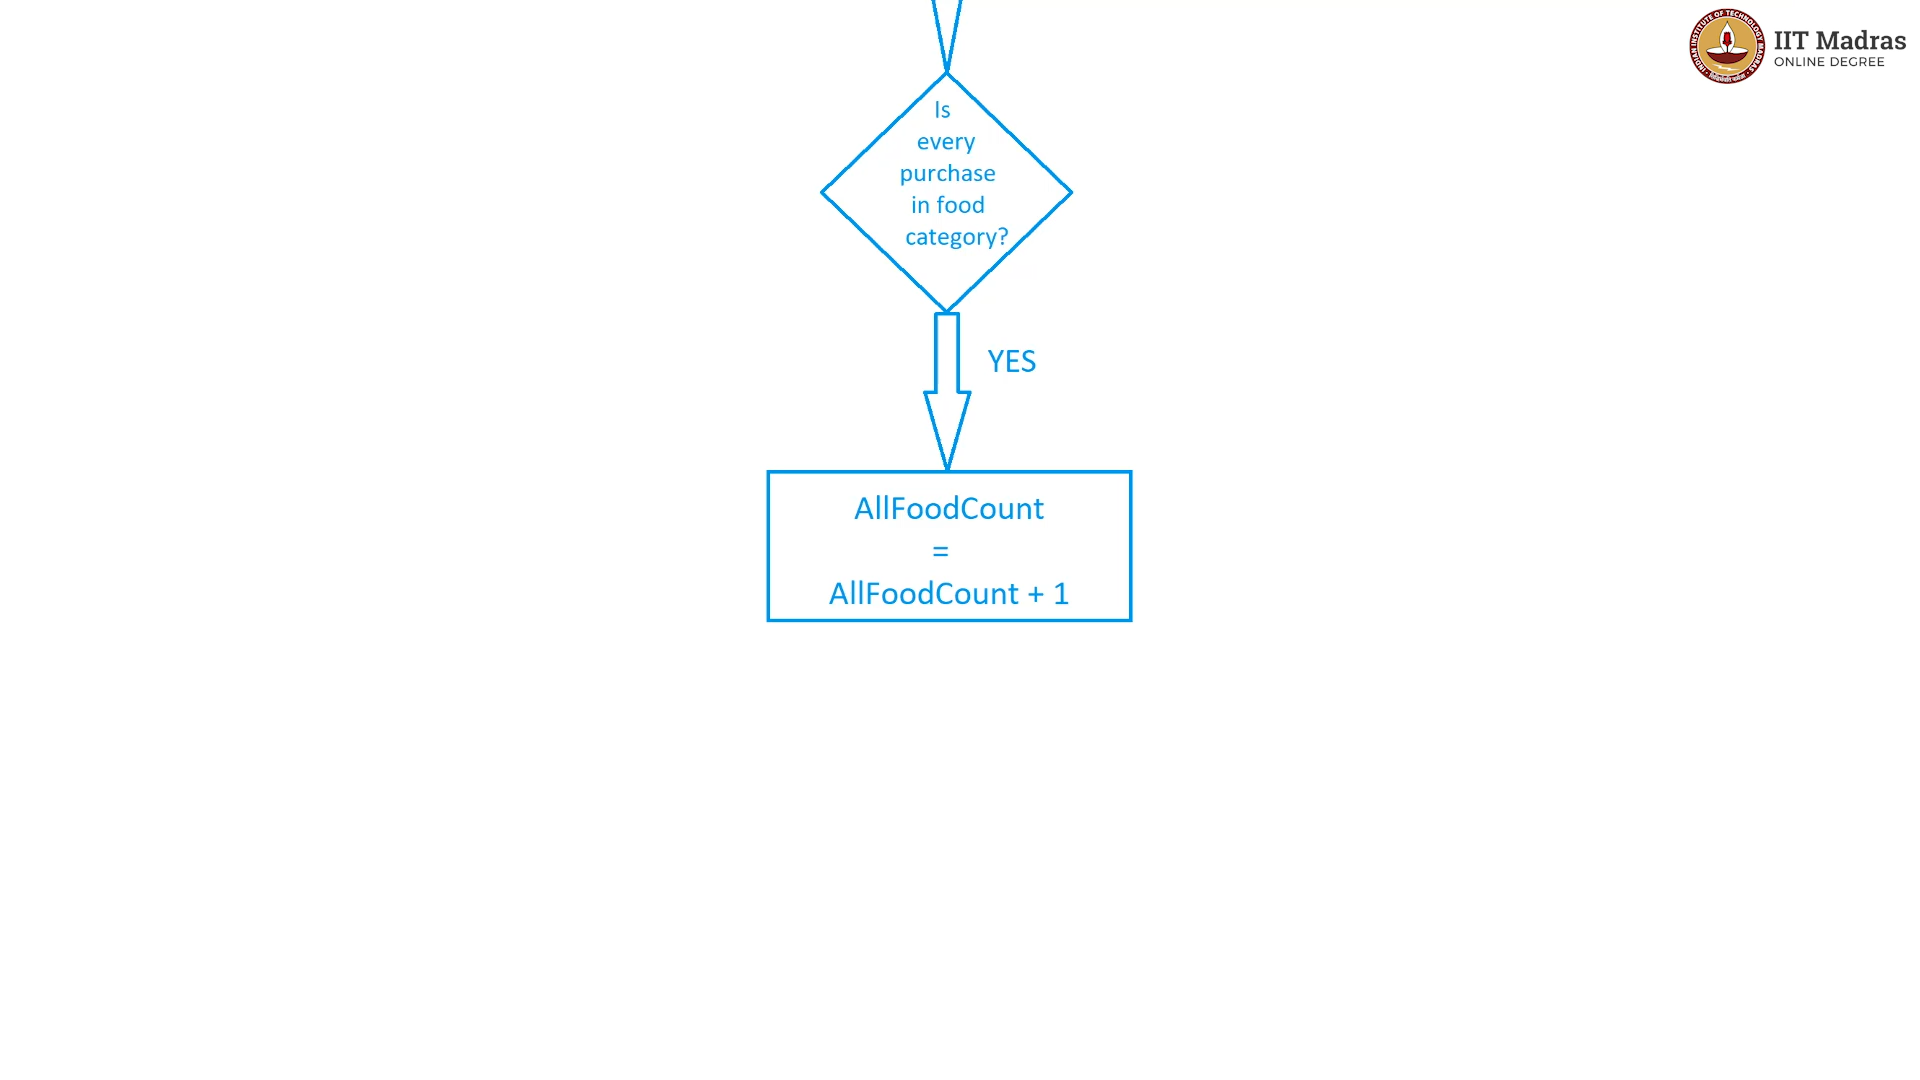 IIT Madras
ONLINE DEGREE
Is
every
purchase
in food
category?
YES
AllFoodCount
=
AllFoodCount + 1